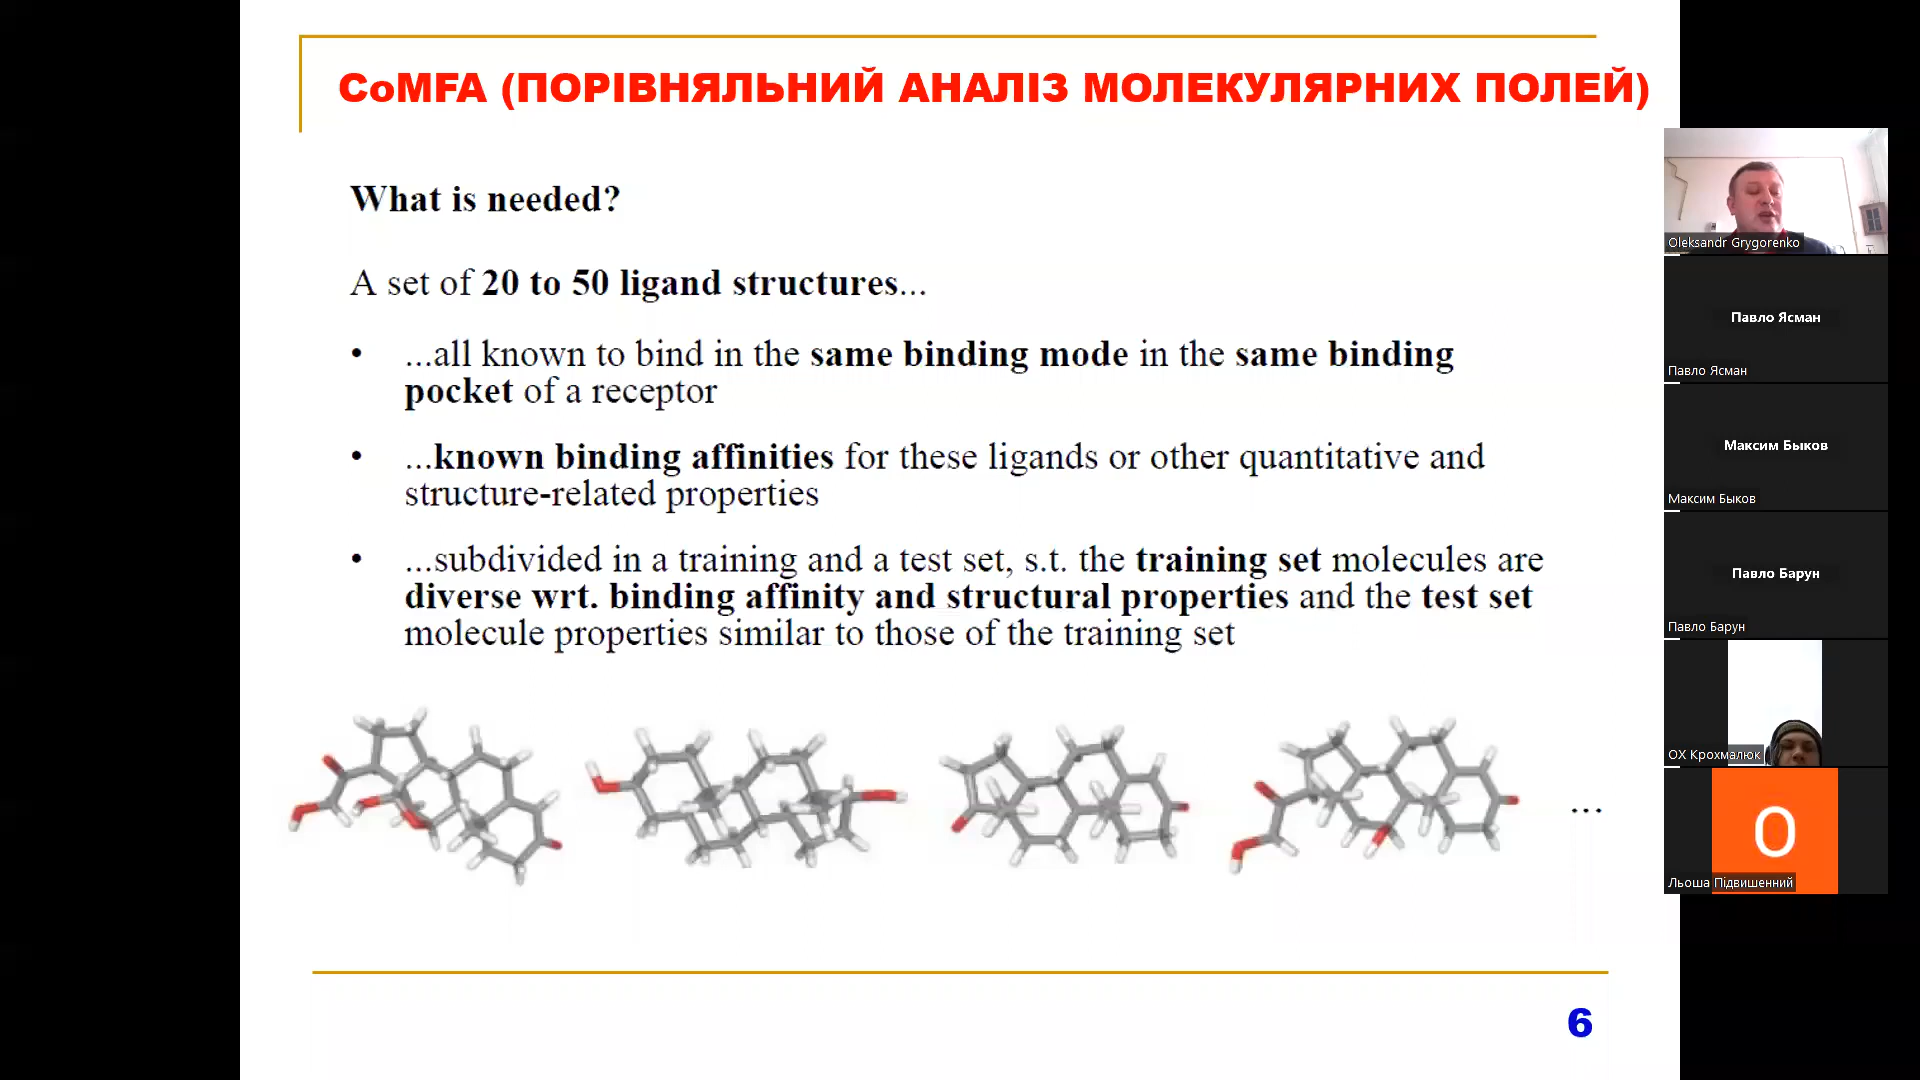 CoMFA (ПОРІВНЯЛЬНИЙ АНАЛІЗ МОЛЕКУЛЯРНИХ ПОЛЕЙ)
What is needed?
A set of 20 to 50 ligand structures...
• ...all known to bind in the same binding mode in the same binding
pocket of a receptor
• ...known binding affinities for these ligands or other quantitative and
structure-related properties
• ...subdivided in a training and a test set, s.t. the training set molecules are
diverse wrt. binding affinity and structural properties and the test set
molecule properties similar to those of the training set
...
6
Oleksandr Grygorenko
Павло Ясман
Павло Ясман
Максим Быков
Максим Быков
Павло Барун
Павло Барун
ОХ Крохмалюк
О
Льоша Підвишенний